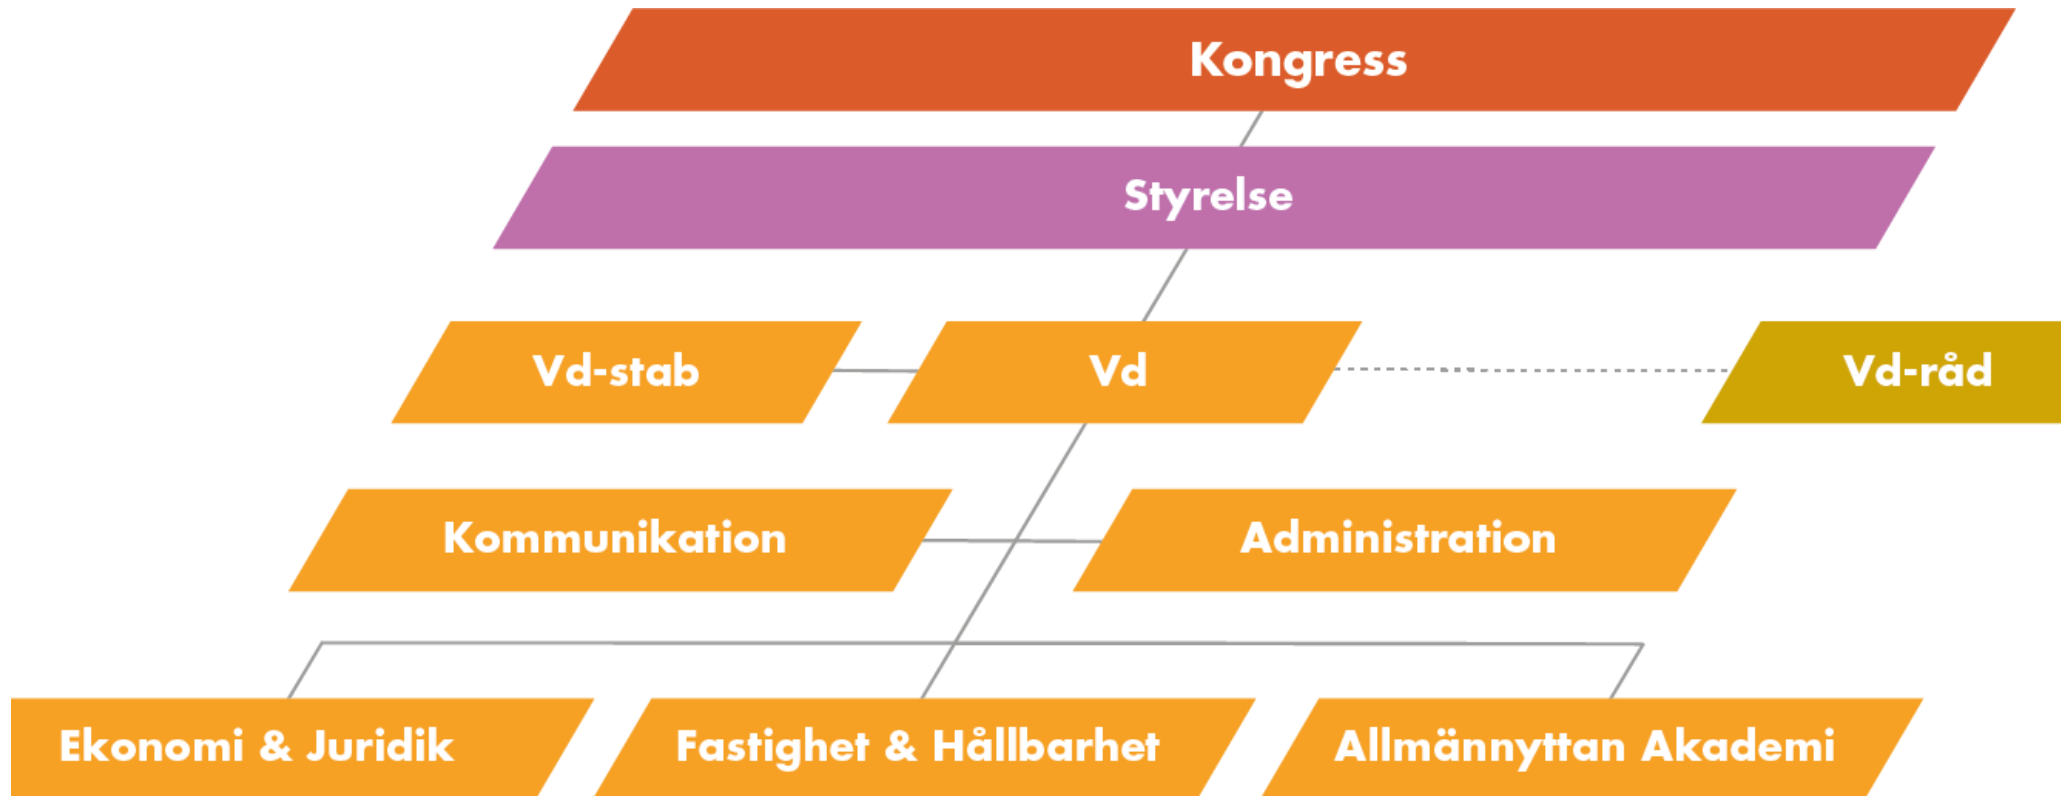 Kongress
Styrelse
Vd-stab
Vd
Vd-råd
Kommunikation
Administration
Ekonomi & Juridik
Fastighet & Hållbarhet
Allmännyttan Akademi